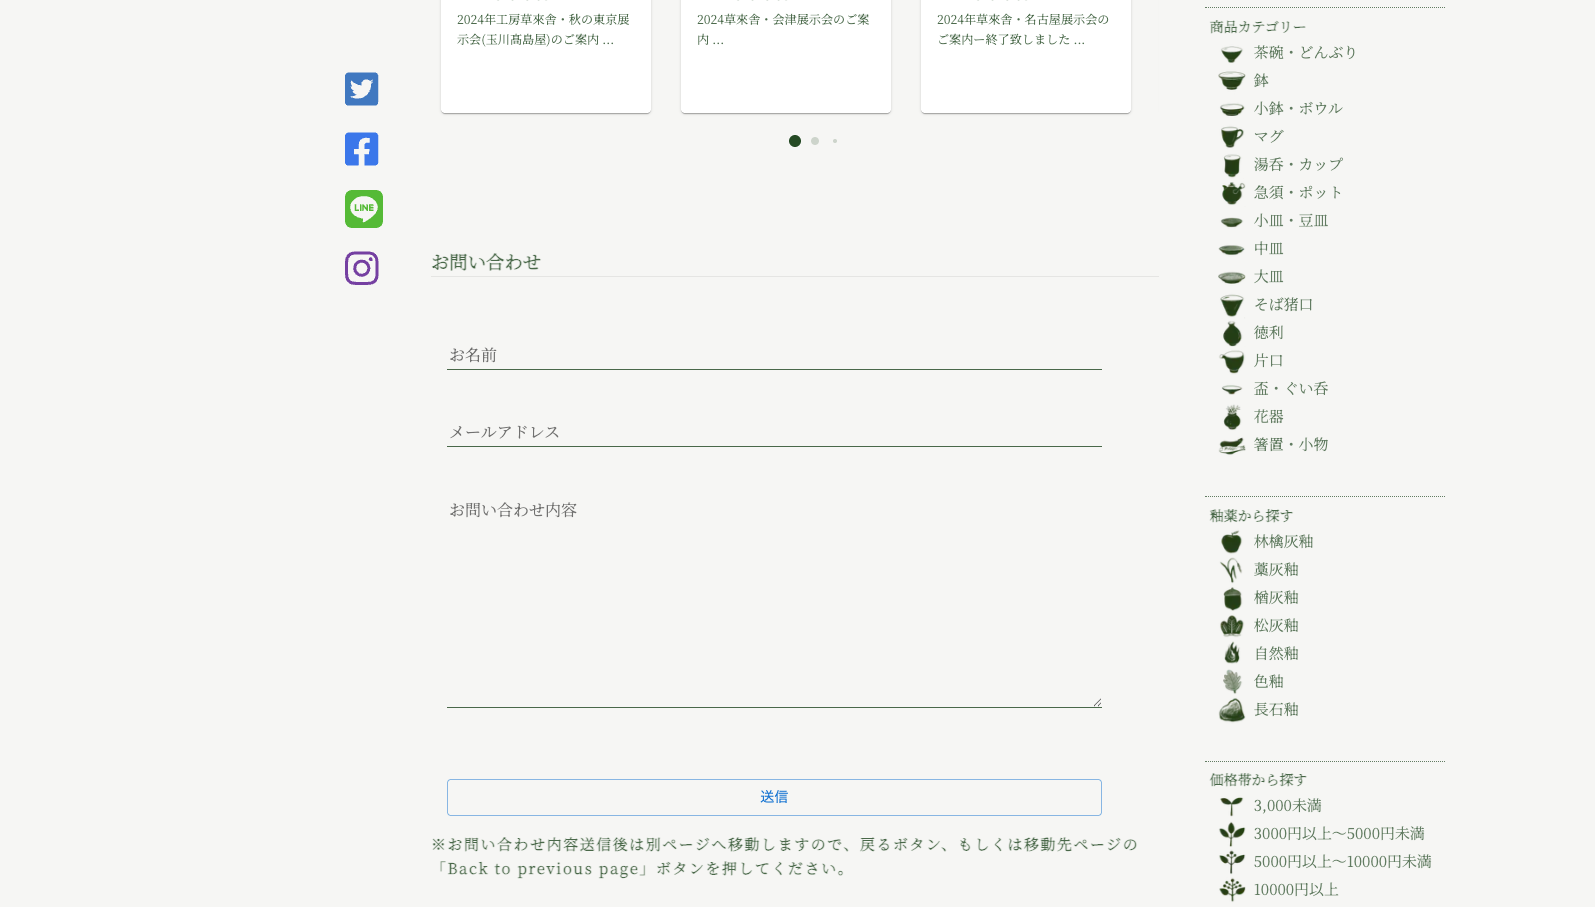 2024年工房草來舎・秋の東京展
示会(玉川髙島屋)のご案内 ...
2024草來舎・会津展示会のご案
内 ...
2024年草來舎・名古屋展示会の
ご案内ー終了致しました ...
LINE
お問い合わせ
お名前
メールアドレス
お問い合わせ内容
送信
※お問い合わせ内容送信後は別ページへ移動しますので、戻るボタン、もしくは移動先ページの
「Back to previous page」ボタンを押してください。
商品カテゴリー
茶碗・どんぶり
鉢
小鉢・ボウル
マグ
湯呑・カップ
急須・ポット
小皿・豆皿
中皿
大皿
そば猪口
徳利
片口
盃・ぐい呑
花器
箸置・小物
釉薬から探す
林檎灰釉
藁灰釉
楢灰釉
松灰釉
自然釉
色釉
長石釉
価格帯から探す
3,000未満
3000円以上～5000円未満
5000円以上～10000円未満
10000円以上